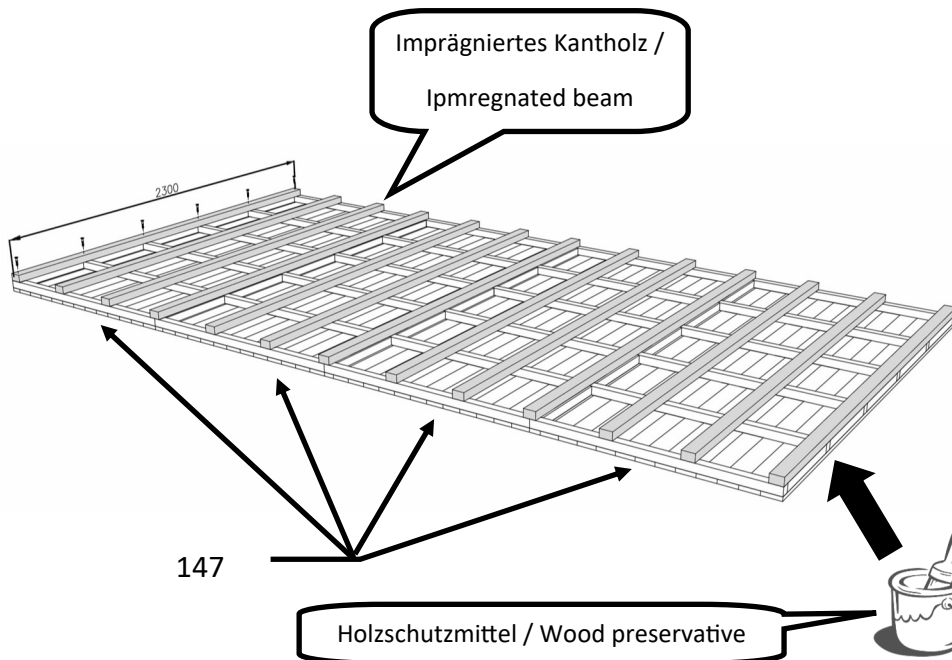 Imprägniertes Kantholz /
Ipmregnated beam
2300
147
Holzschutzmittel / Wood preservative